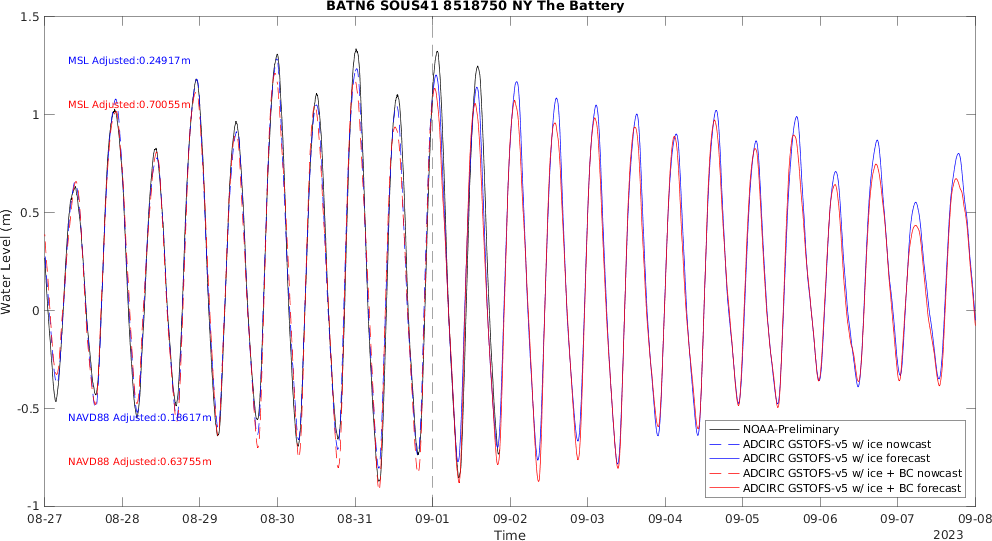 BATN6 SOUS41 8518750 NY The Battery
1.5
1
0.5
0
-0.5
-1
Water Level (m)
MSL Adjusted:0.24917m
MSL Adjusted:0.70055m
NAVD88 Adjusted:0.18617m
NAVD88 Adjusted:0.63755m
NOAA-Preliminary
ADCIRC GSTOFS-v5 w/ ice nowcast
ADCIRC GSTOFS-v5 w/ ice forecast
ADCIRC GSTOFS-v5 w/ ice + BC nowcast
ADCIRC GSTOFS-v5 w/ ice + BC forecast
08-27 08-28 08-29 08-30 08-31 09-01 09-02 09-03 09-04 09-05 09-06 09-07 09-08
Time
2023